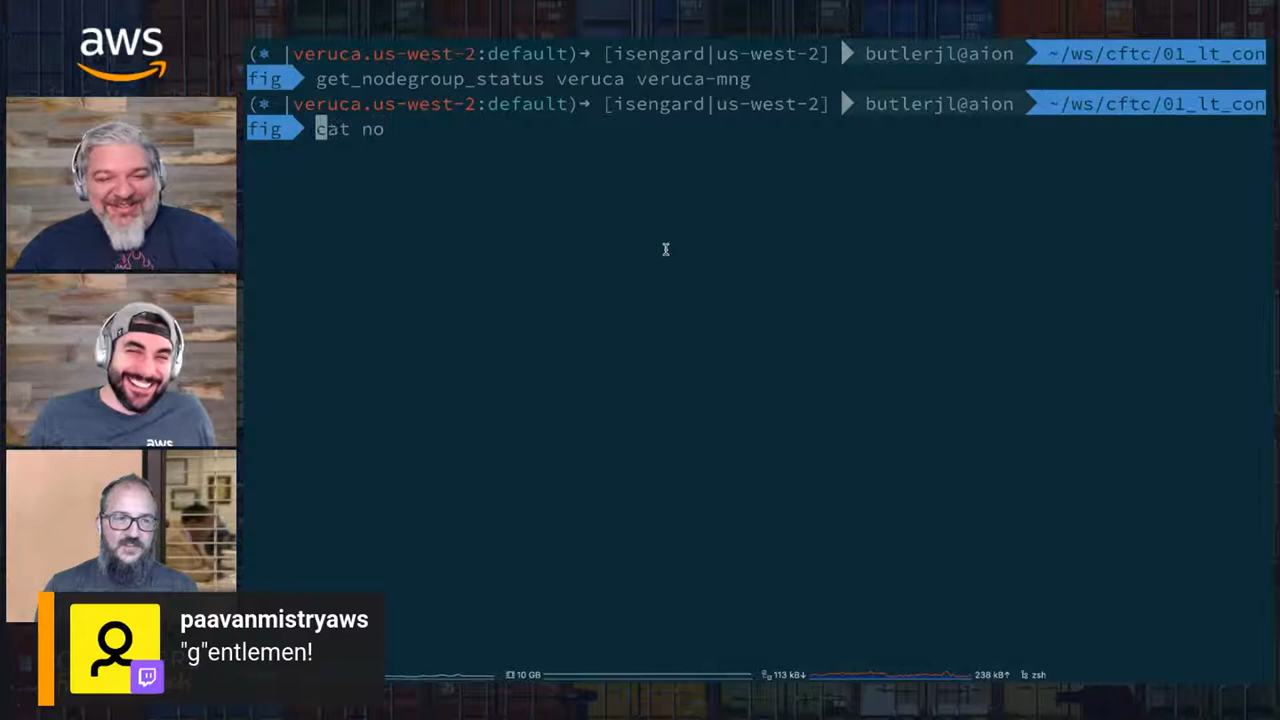 aws
(* |veruca.us-west-2:default)→ [isengard|us-west-2] butlerjl@aion ~/ws/cftc/01_lt_con
fig get_nodegroup_status veruca veruca-mng
(* |veruca.us-west-2:default)→ [isengard|us-west-2] butlerjl@aion ~/ws/cftc/01_lt_con
fig cat no
aws
paavanmistryaws
"g"entlemen!
10 GB 113 kB↓ 238 kB↑ zsh